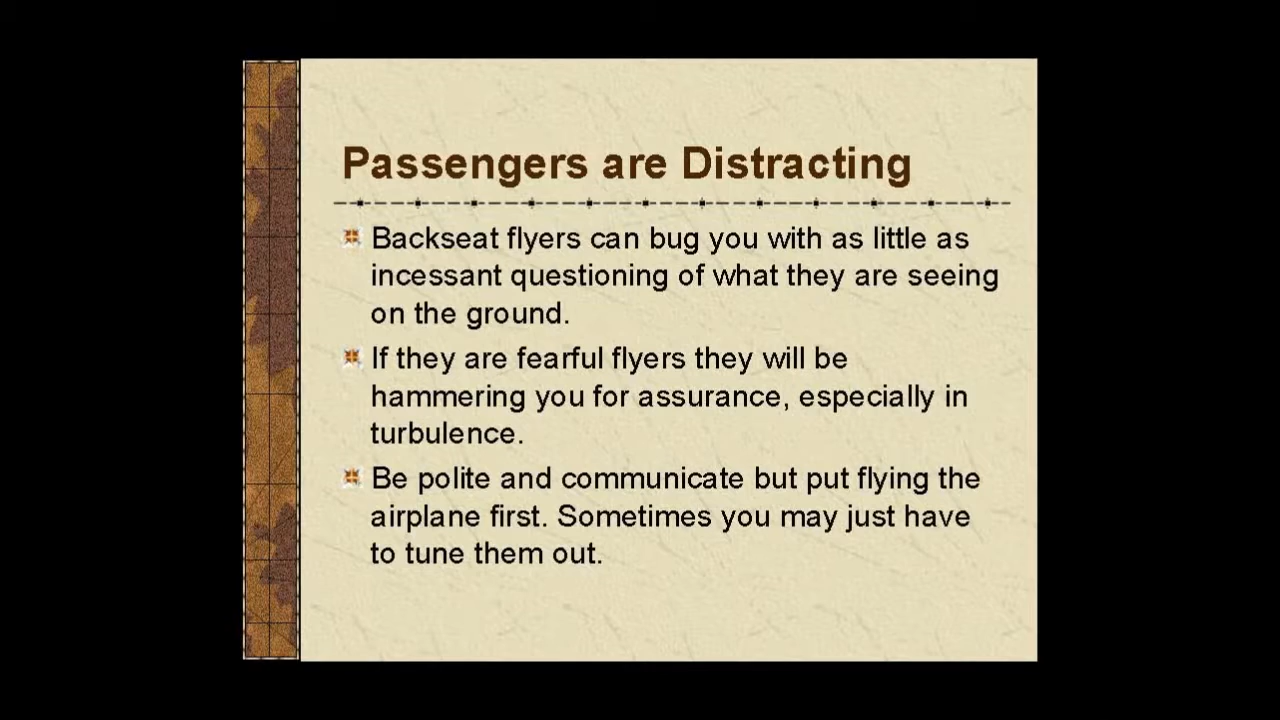 Passengers are Distracting
Backseat flyers can bug you with as little as
incessant questioning of what they are seeing
on the ground.
If they are fearful flyers they will be
hammering you for assurance, especially in
turbulence.
Be polite and communicate but put flying the
airplane first. Sometimes you may just have
to tune them out.